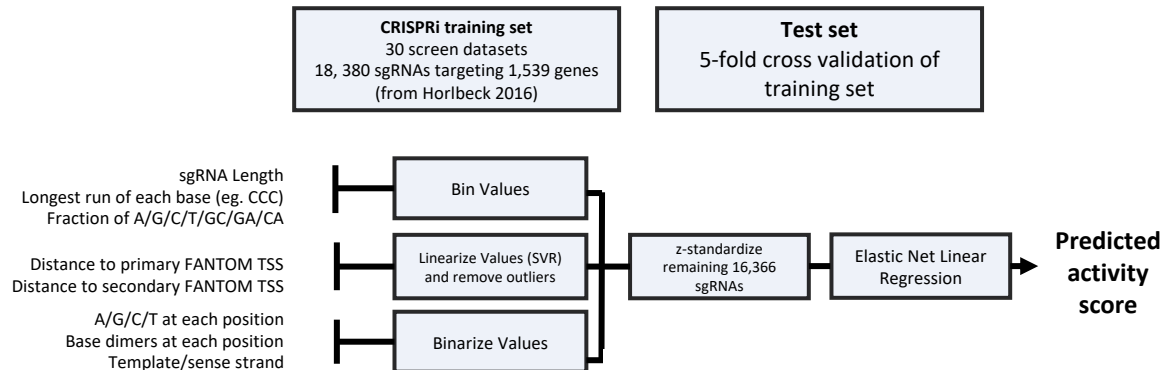 CRISPRi training set
30 screen datasets
18, 380 sgRNAs targeting 1,539 genes
(from Horlbeck 2016)
Test set
5-fold cross validation of
training set
sgRNA Length
Longest run of each base (eg. CCC)
Fraction of A/G/C/T/GC/GA/CA
Bin Values
Distance to primary FANTOM TSS
Distance to secondary FANTOM TSS
Linearize Values (SVR)
and remove outliers
A/G/C/T at each position
Base dimers at each position
Template/sense strand
Binarize Values
z-standardize
remaining 16,366
sgRNAs
Elastic Net Linear
Regression
Predicted
activity
score